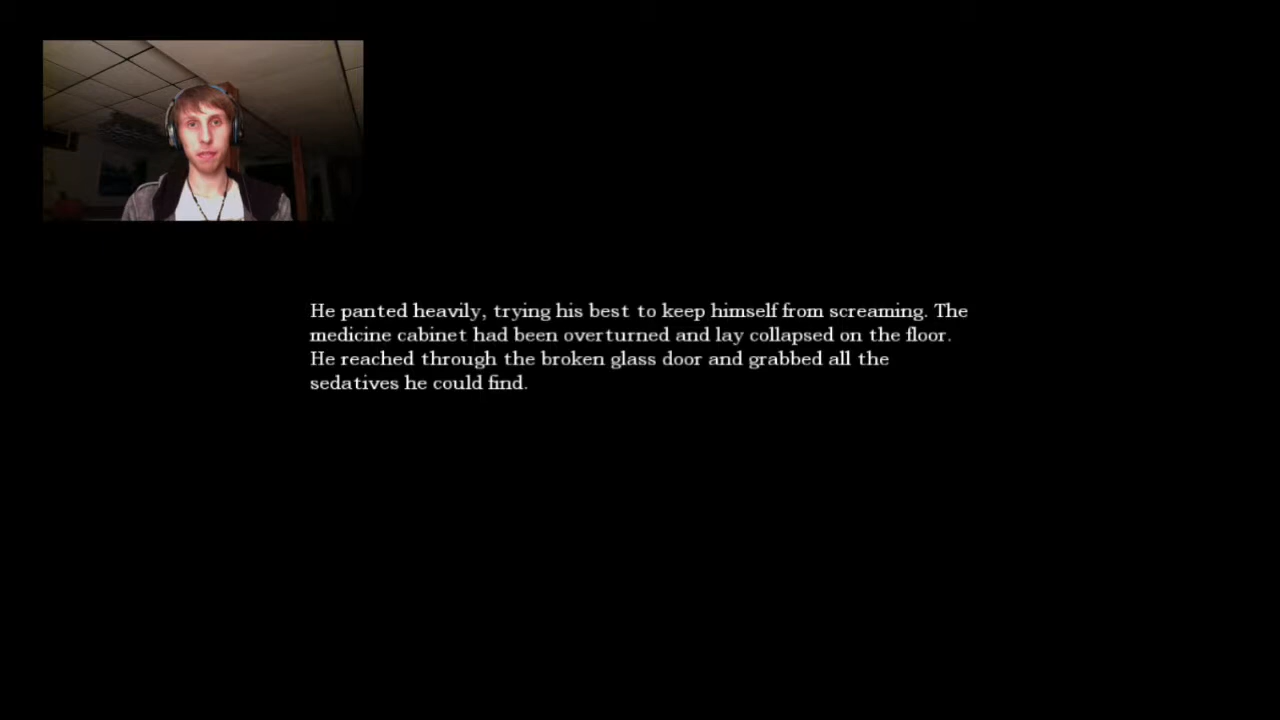 He panted heavily, trying his best to keep himself from screaming. The
medicine cabinet had been overturned and lay collapsed on the floor.
He reached through the broken glass door and grabbed all the
sedatives he could find.